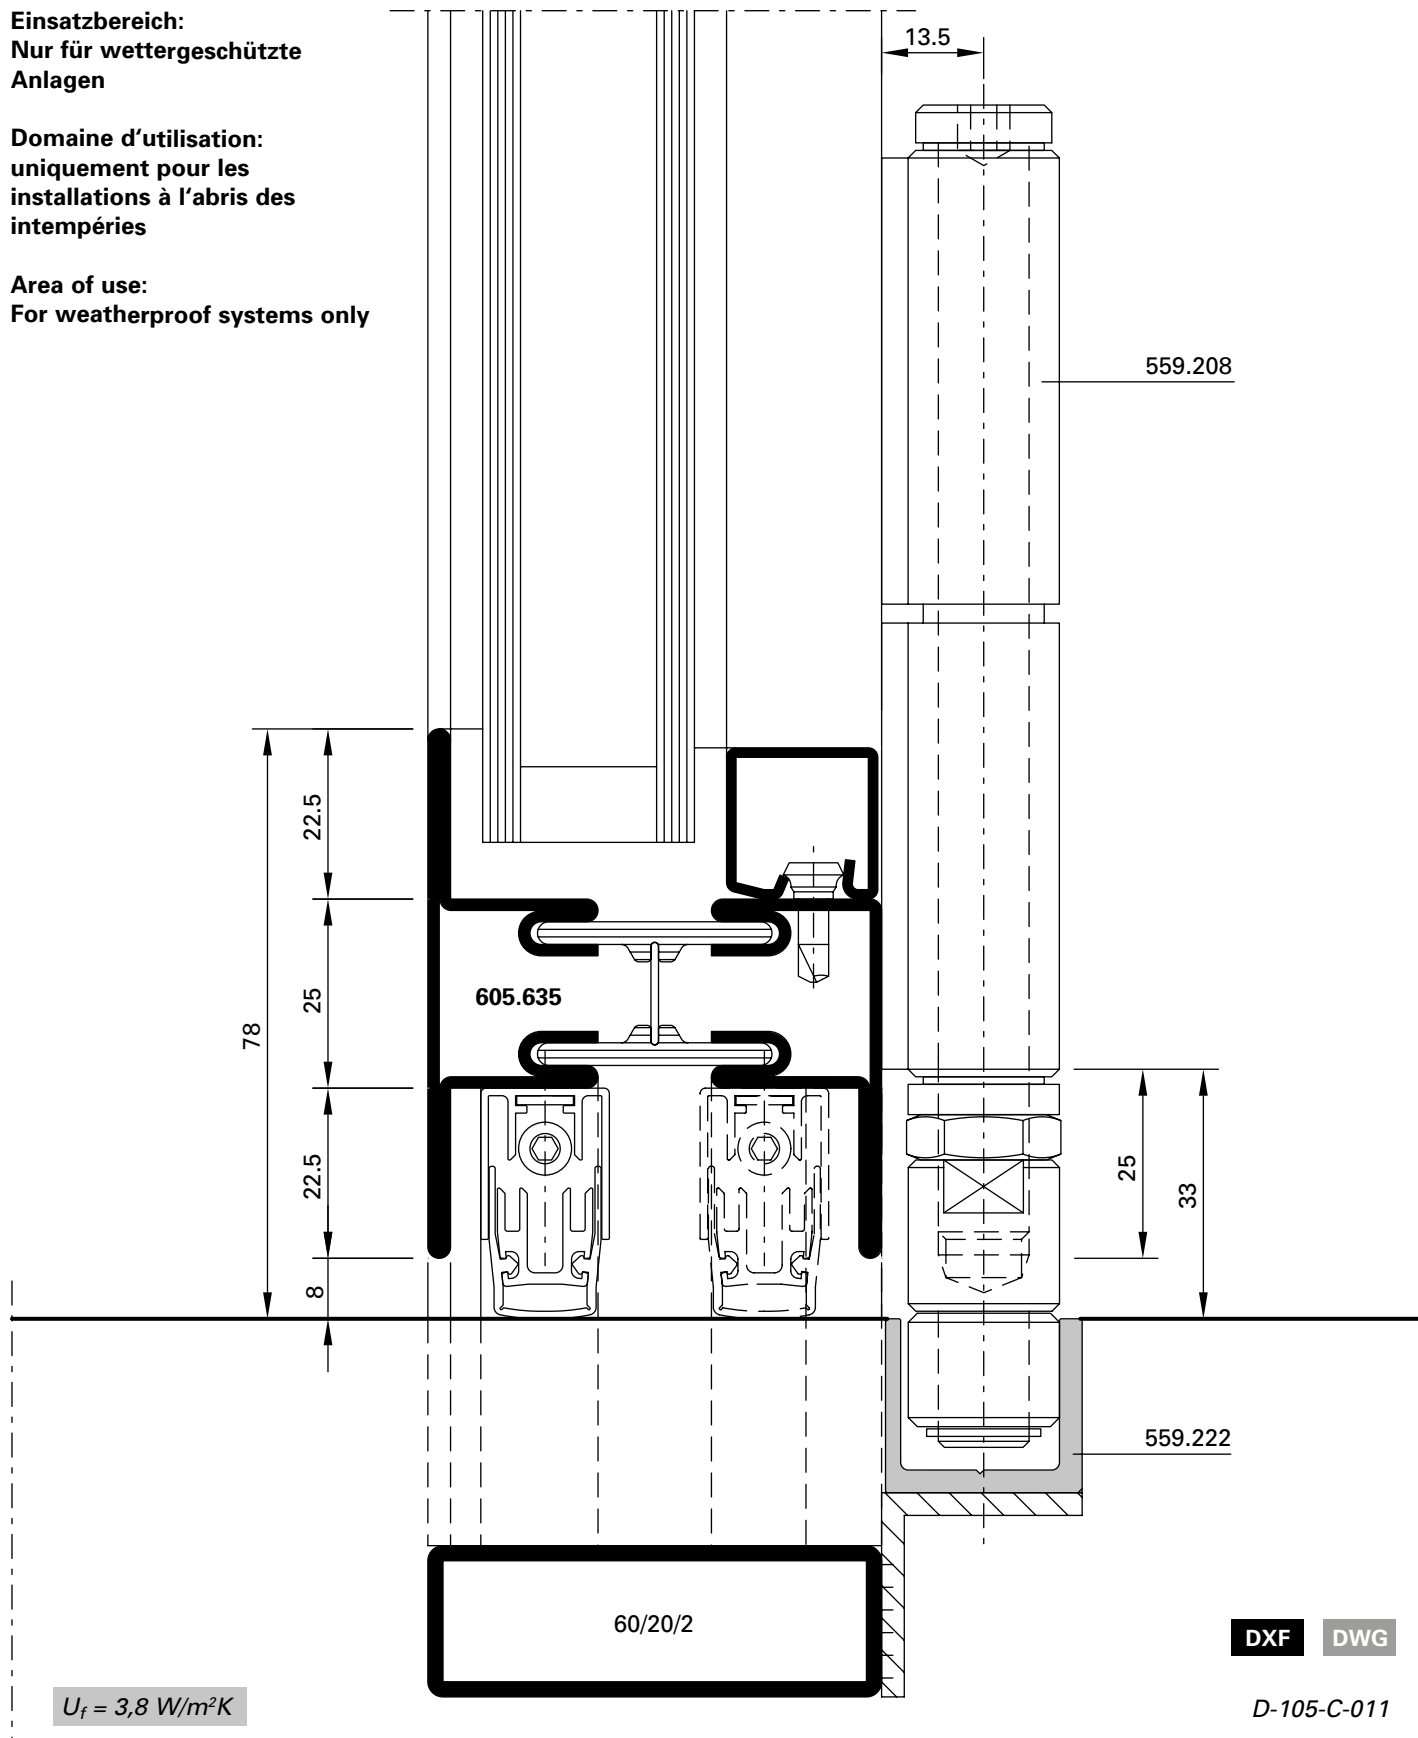 Einsatzbereich:
Nur für wettergeschützte
Anlagen
Domaine d‘utilisation:
uniquement pour les
installations à l‘abris des
intempéries
Area of use:
For weatherproof systems only
13.5
559.208
22.5
25
78
605.635
22.5
8
25
33
559.222
60/20/2
DXF DWG
Uf = 3,8 W/m²K
D-105-C-011